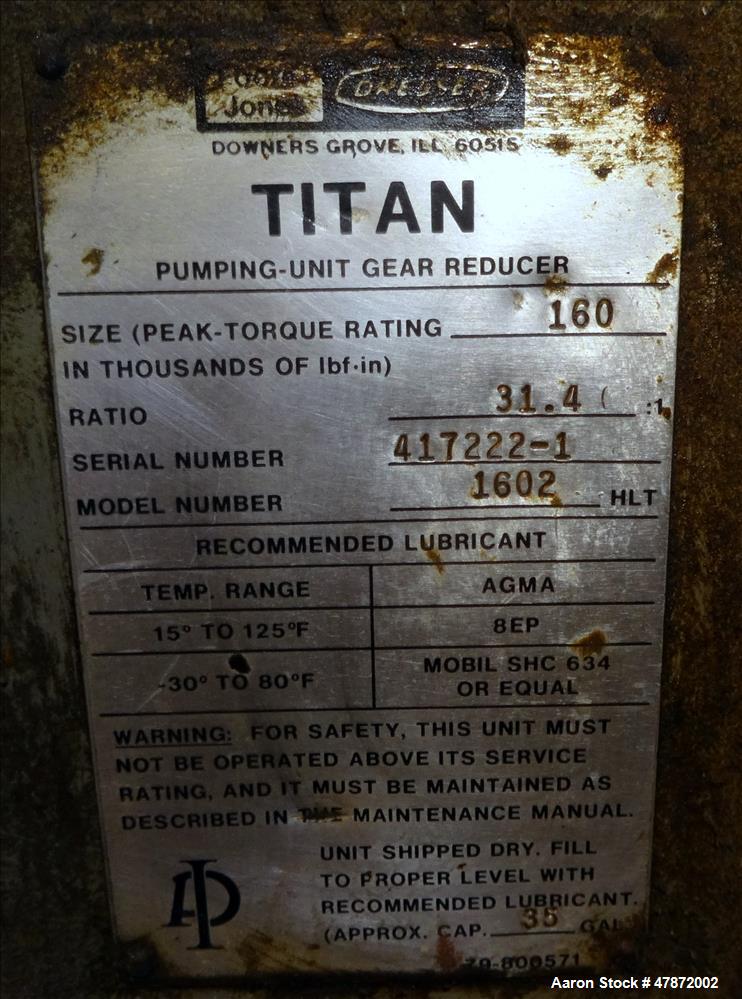 Jones
DRESSER
DOWNERS GROVE, ILL. 60515
TITAN
PUMPING-UNIT GEAR REDUCER
SIZE (PEAK-TORQUE RATING 160
IN THOUSANDS OF lbf·in)
RATIO 31.4 :1
SERIAL NUMBER 417222-1
MODEL NUMBER 1602 HLT
RECOMMENDED LUBRICANT
TEMP. RANGE AGMA
15° TO 125°F 8EP
-30° TO 80°F MOBIL SHC 634
OR EQUAL
WARNING: FOR SAFETY, THIS UNIT MUST
NOT BE OPERATED ABOVE ITS SERVICE
RATING, AND IT MUST BE MAINTAINED AS
DESCRIBED IN THE MAINTENANCE MANUAL.
API
UNIT SHIPPED DRY. FILL
TO PROPER LEVEL WITH
RECOMMENDED LUBRICANT.
(APPROX. CAP. 35 GAL
79-800571
Aaron Stock # 47872002